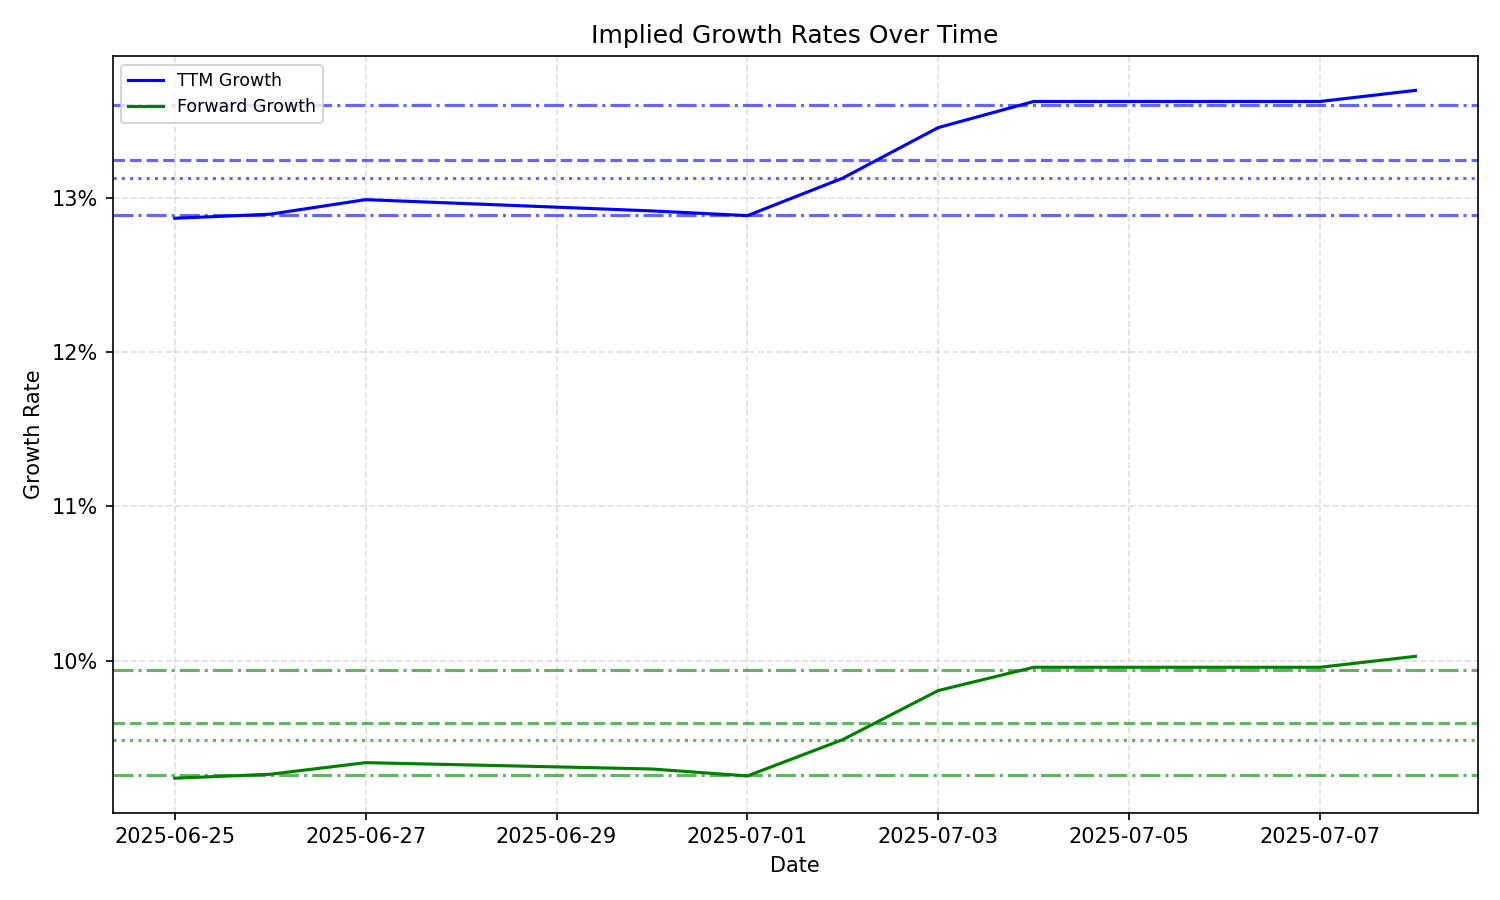 Implied Growth Rates Over Time
TTM Growth
Forward Growth
13%
12%
11%
10%
Growth Rate
2025-06-25
2025-06-27
2025-06-29
2025-07-01
2025-07-03
2025-07-05
2025-07-07
Date